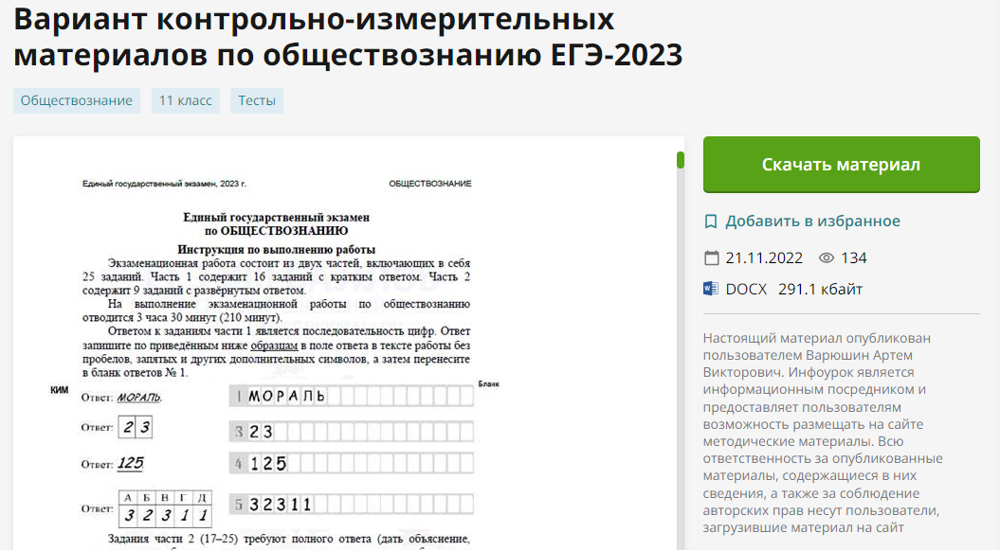 Вариант контрольно-измерительных
материалов по обществознанию ЕГЭ-2023
Обществознание
11 класс
Тесты
Единый государственный экзамен, 2023 г.
ОБЩЕСТВОЗНАНИЕ
Единый государственный экзамен
по ОБЩЕСТВОЗНАНИЮ
Инструкция по выполнению работы
Экзаменационная работа состоит из двух частей, включающих в себя
25 заданий. Часть 1 содержит 16 заданий с кратким ответом. Часть 2
содержит 9 заданий с развёрнутым ответом.
На выполнение экзаменационной работы по обществознанию
отводится 3 часа 30 минут (210 минут).
Ответом к заданиям части 1 является последовательность цифр. Ответ
запишите по приведённым ниже образцам в поле ответа в тексте работы без
пробелов, запятых и других дополнительных символов, а затем перенесите
в бланк ответов № 1.
КИМ
Бланк
Ответ: МОРАЛЬ.
1 МОРАЛЬ
Ответ: 2 3
3 23
Ответ: 125
4 125
А Б В Г Д
Ответ: 3 2 3 1 1
5 32311
Задания части 2 (17–25) требуют полного ответа (дать объяснение,
Скачать материал
Добавить в избранное
21.11.2022 134
DOCX 291.1 кбайт
Настоящий материал опубликован
пользователем Варюшин Артем
Викторович. Инфоурок является
информационным посредником и
предоставляет пользователям
возможность размещать на сайте
методические материалы. Всю
ответственность за опубликованные
материалы, содержащиеся в них
сведения, а также за соблюдение
авторских прав несут пользователи,
загрузившие материал на сайт